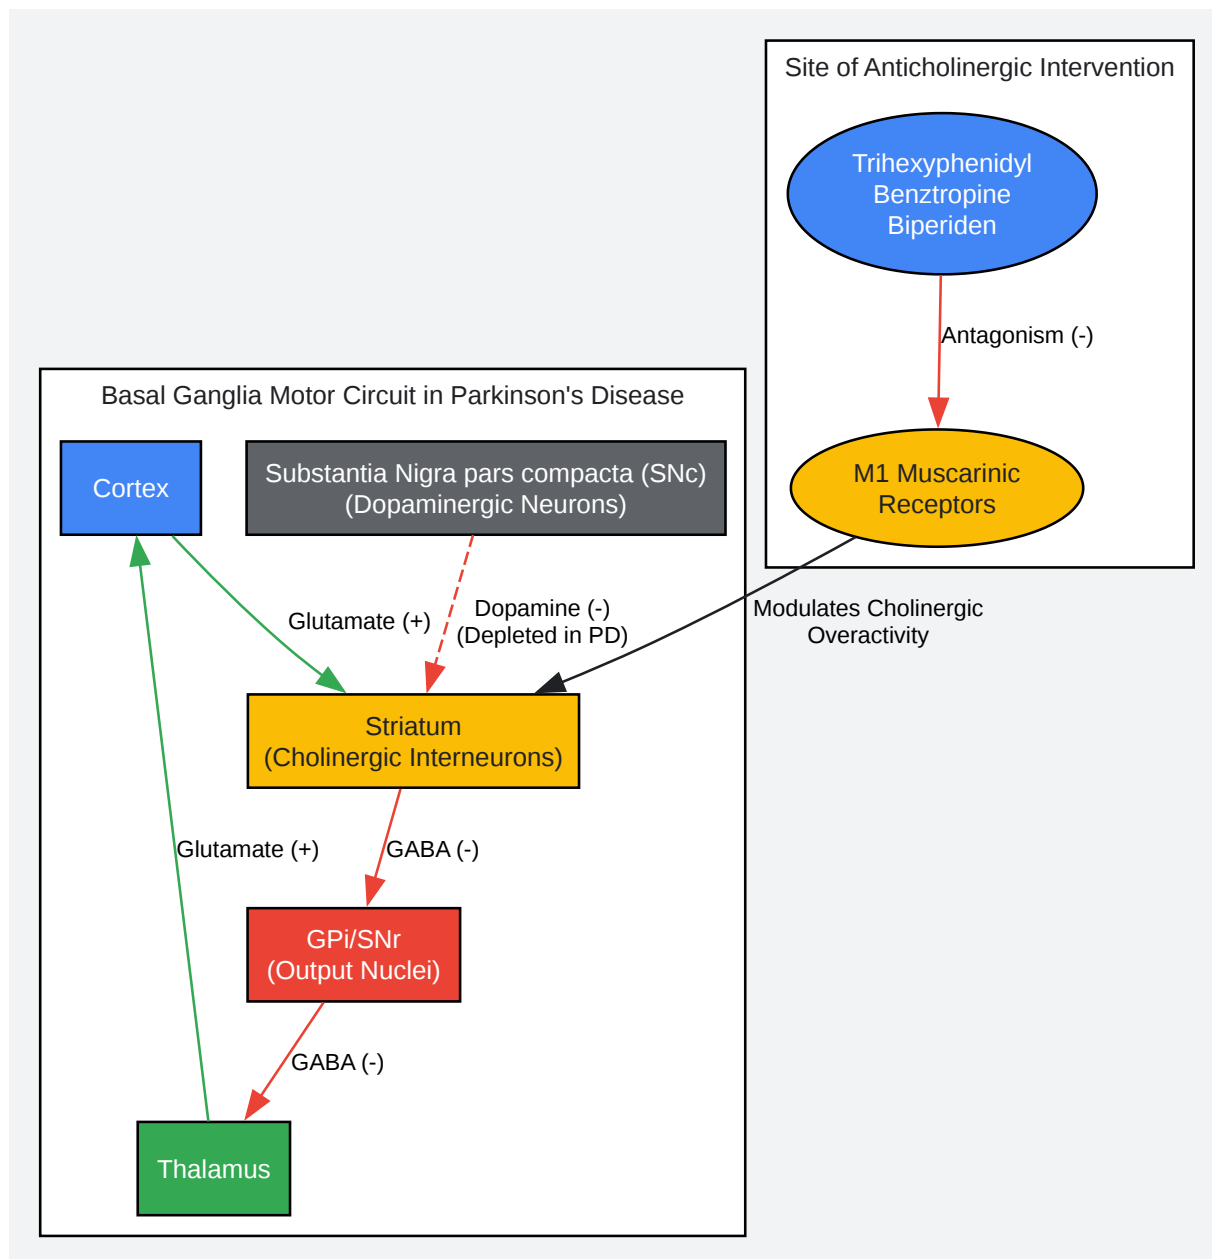 Site of Anticholinergic Intervention
Trihexyphenidyl
Benztropine
Biperiden
Antagonism (-)
M1 Muscarinic
Receptors
Modulates Cholinergic
Overactivity
Basal Ganglia Motor Circuit in Parkinson's Disease
Cortex
Substantia Nigra pars compacta (SNc)
(Dopaminergic Neurons)
Glutamate (+)
Dopamine (-)
(Depleted in PD)
Striatum
(Cholinergic Interneurons)
Glutamate (+)
GABA (-)
GPi/SNr
(Output Nuclei)
GABA (-)
Thalamus